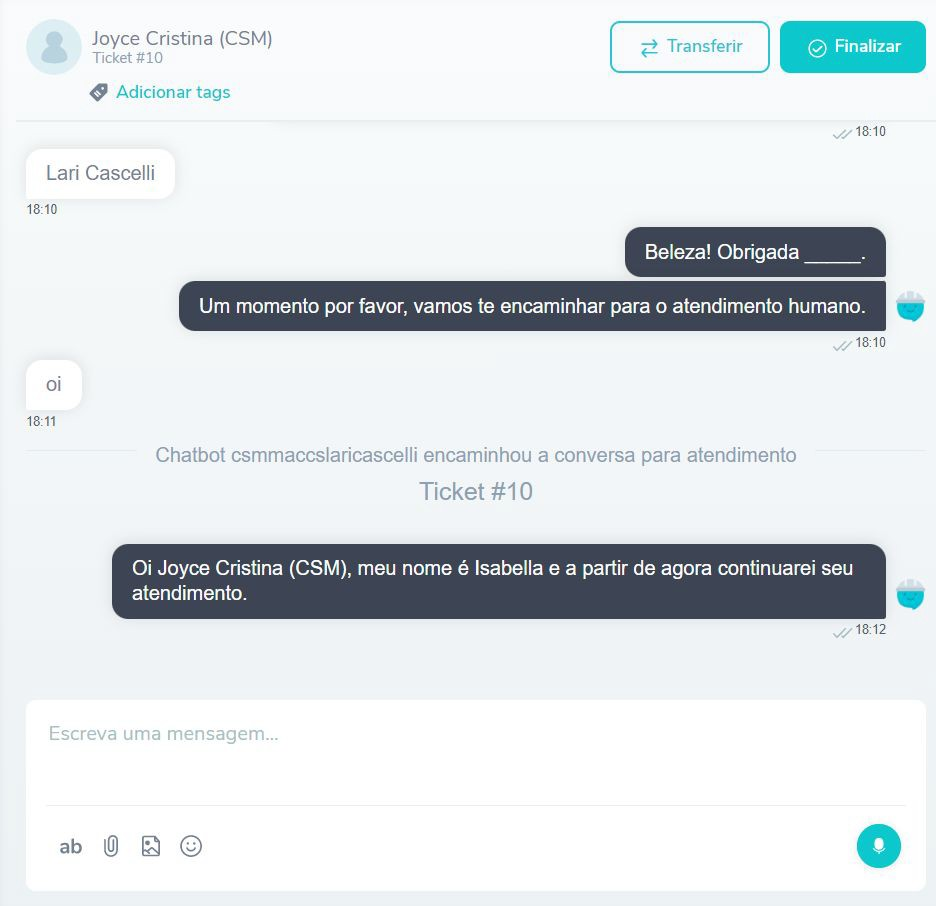 Joyce Cristina (CSM)
Ticket #10
Adicionar tags
Transferir
Finalizar
18:10
Lari Cascelli
18:10
Beleza! Obrigada _____.
Um momento por favor, vamos te encaminhar para o atendimento humano.
18:10
oi
18:11
Chatbot csmmaccslaricascelli encaminhou a conversa para atendimento
Ticket #10
Oi Joyce Cristina (CSM), meu nome é Isabella e a partir de agora continuarei seu
atendimento.
18:12
Escreva uma mensagem...
ab